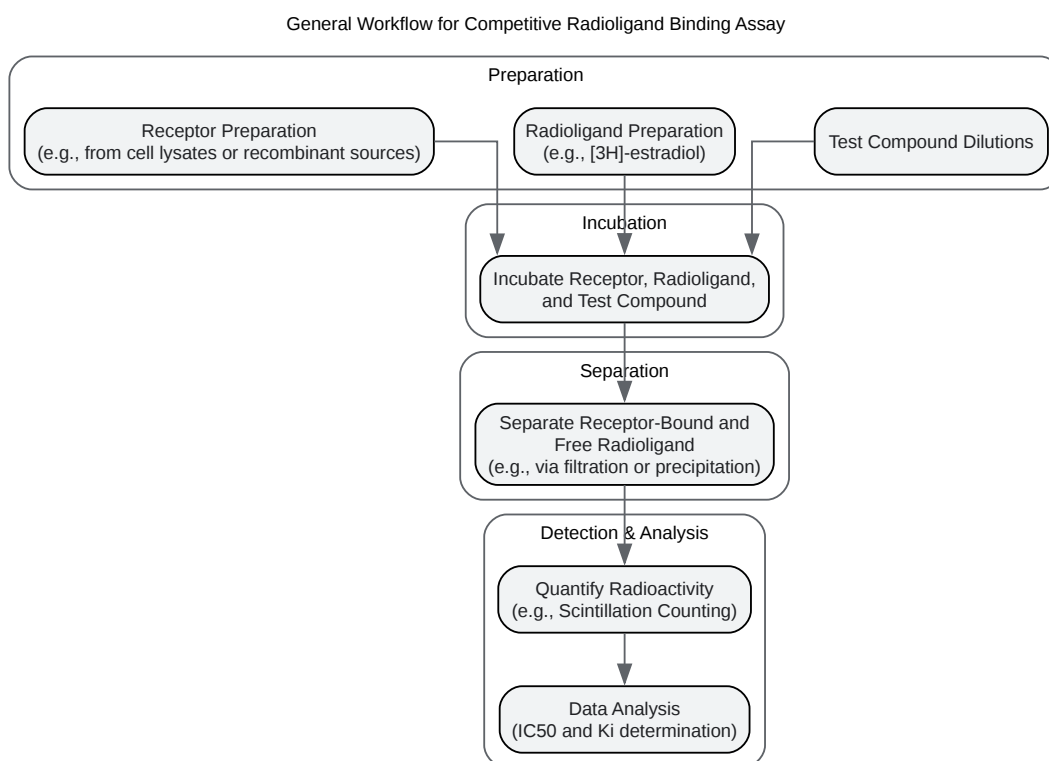 General Workflow for Competitive Radioligand Binding Assay
Preparation
Receptor Preparation
(e.g., from cell lysates or recombinant sources)
Radioligand Preparation
(e.g., [3H]-estradiol)
Test Compound Dilutions
Incubation
Incubate Receptor, Radioligand,
and Test Compound
Separation
Separate Receptor-Bound and
Free Radioligand
(e.g., via filtration or precipitation)
Detection & Analysis
Quantify Radioactivity
(e.g., Scintillation Counting)
Data Analysis
(IC50 and Ki determination)